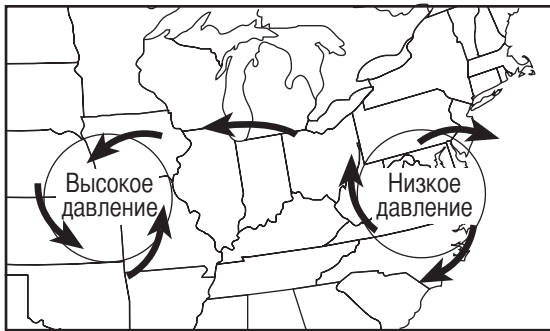 Высокое
давление
Низкое
давление